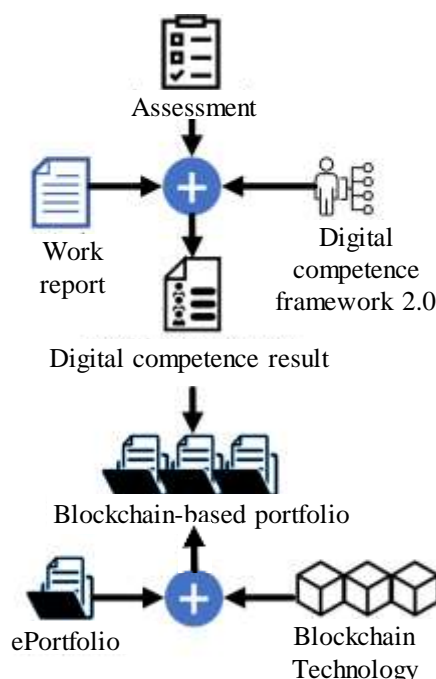 Assessment
Work
report
Digital
competence
framework 2.0
Digital competence result
Blockchain-based portfolio
ePortfolio
Blockchain
Technology